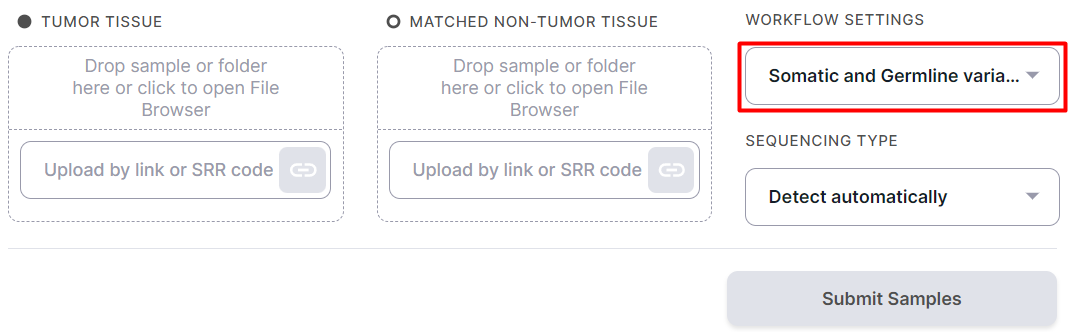 TUMOR TISSUE
Drop sample or folder
here or click to open File
Browser
Upload by link or SRR code
MATCHED NON-TUMOR TISSUE
Drop sample or folder
here or click to open File
Browser
Upload by link or SRR code
WORKFLOW SETTINGS
Somatic and Germline varia...
SEQUENCING TYPE
Detect automatically
Submit Samples